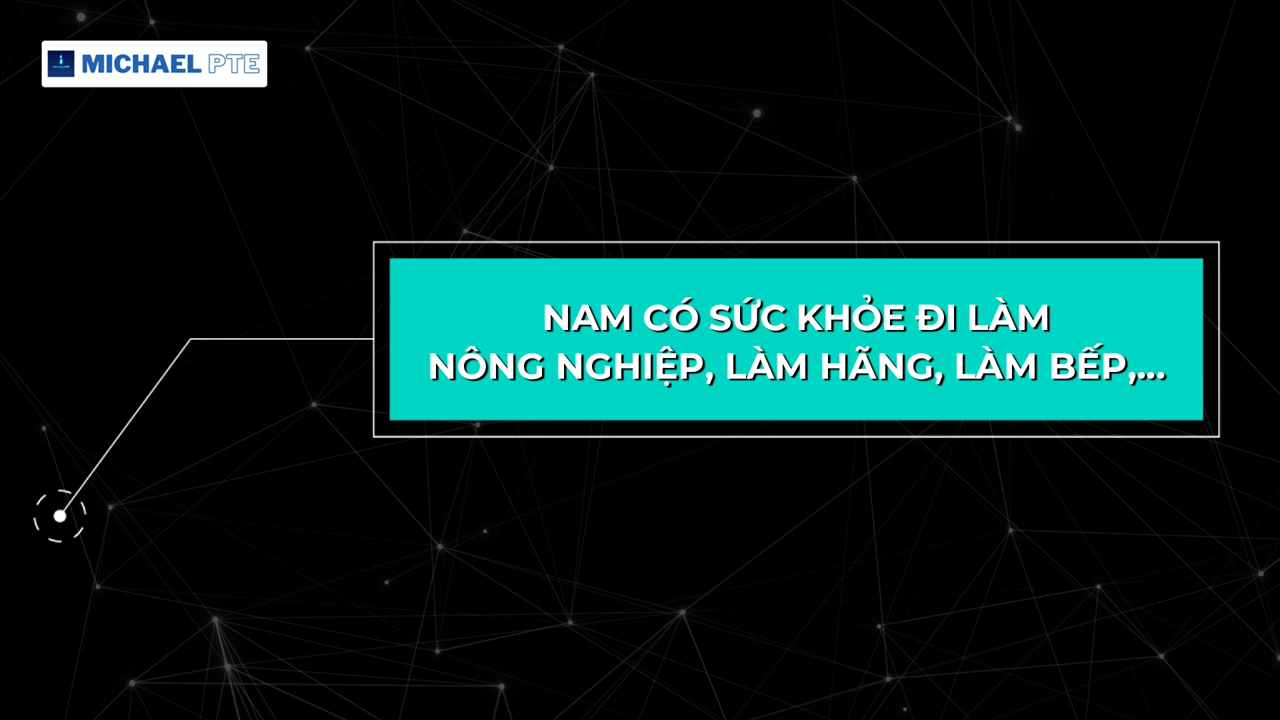 MICHAEL PTE
NAM CÓ SỨC KHỎE ĐI LÀM
NÔNG NGHIỆP, LÀM HÃNG, LÀM BẾP,...